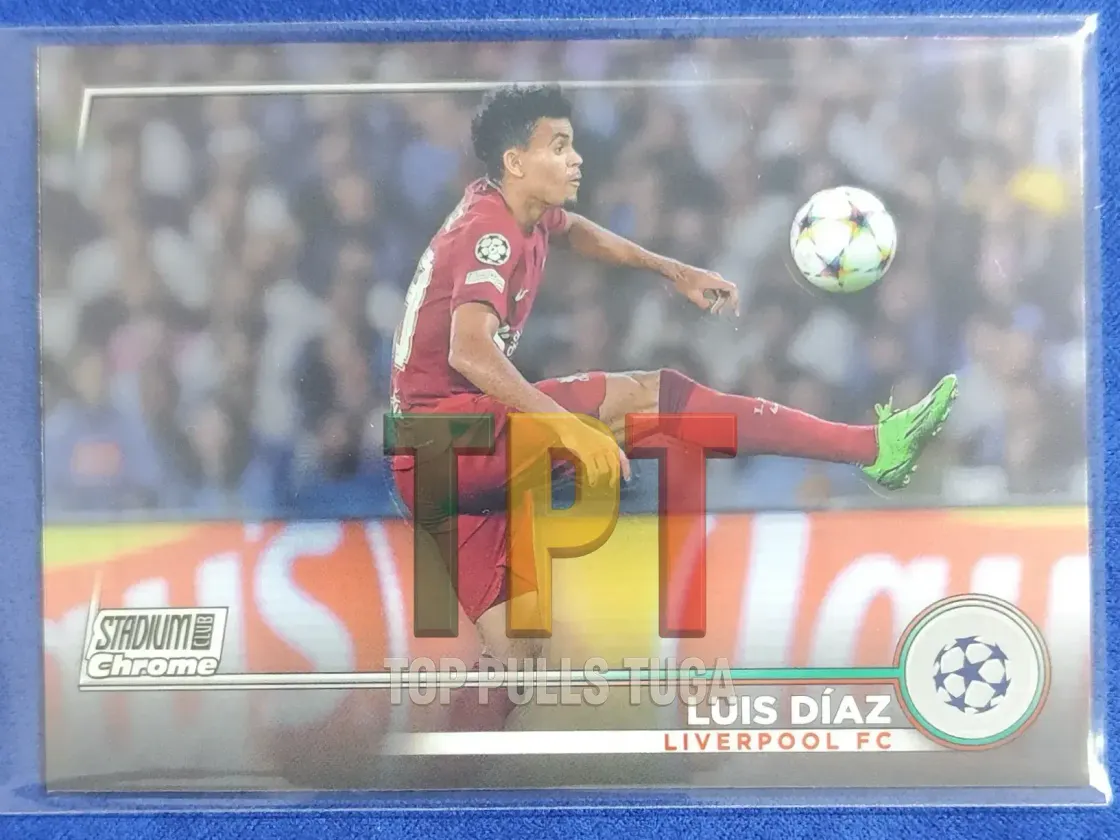 TPT
TOP PULLS TUGA
STADIUM CLUB
Chrome
LUIS DÍAZ
LIVERPOOL FC